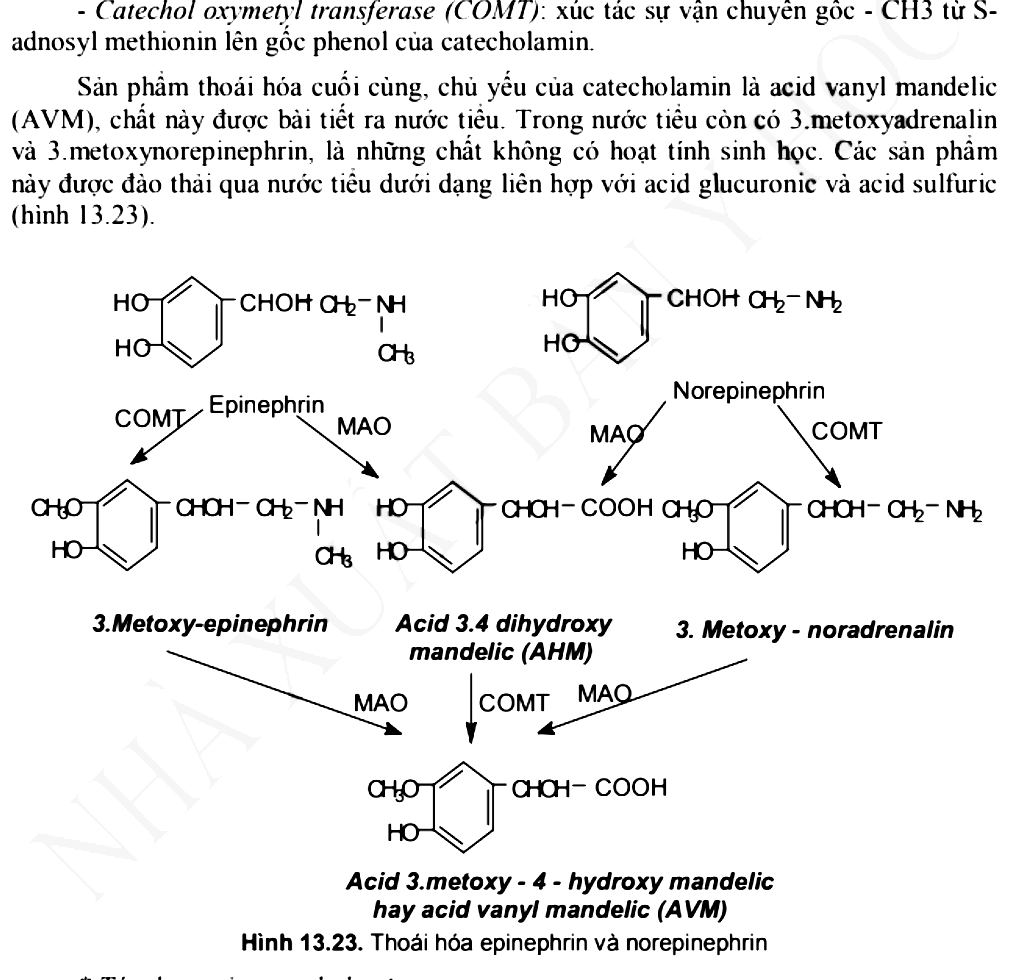 - Catechol oxymetyl transferase (COMT): xúc tác sự vận chuyển gốc - CH3 từ S-
adnosyl methionin lên gốc phenol của catecholamin.
Sản phẩm thoái hóa cuối cùng, chủ yếu của catecholamin là acid vanyl mandelic
(AVM), chất này được bài tiết ra nước tiểu. Trong nước tiểu còn có 3.metoxyadrenalin
và 3.metoxynorepinephrin, là những chất không có hoạt tính sinh học. Các sản phẩm
này được đào thải qua nước tiểu dưới dạng liên hợp với acid glucuronic và acid sulfuric
(hình 13.23).
HO CHOH CH2 - NH HO CHOH CH2 - NH2
HO CH3 HO
Norepinephrin
COMT Epinephrin MAO MAO COMT
CH3O CHOH - CH2 - NH HO CHOH - COOH CH3O CHOH - CH2 - NH2
HO CH3 HO HO
3.Metoxy-epinephrin Acid 3.4 dihydroxy 3. Metoxy - noradrenalin
mandelic (AHM)
MAO COMT MAO
CH3O CHOH - COOH
HO
Acid 3.metoxy - 4 - hydroxy mandelic
hay acid vanyl mandelic (AVM)
Hình 13.23. Thoái hóa epinephrin và norepinephrin
NHÀ XUẤT BẢN Y HỌC